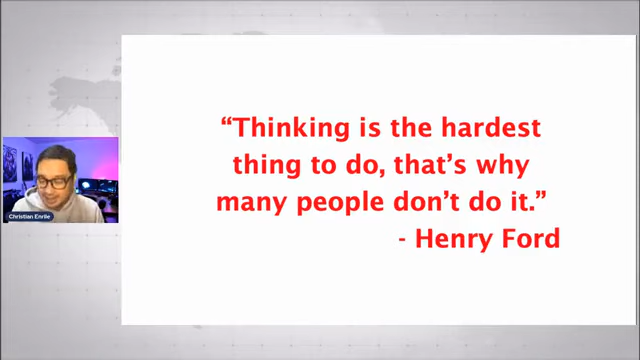 “Thinking is the hardest
thing to do, that’s why
many people don’t do it.”
- Henry Ford
Christian Enrile